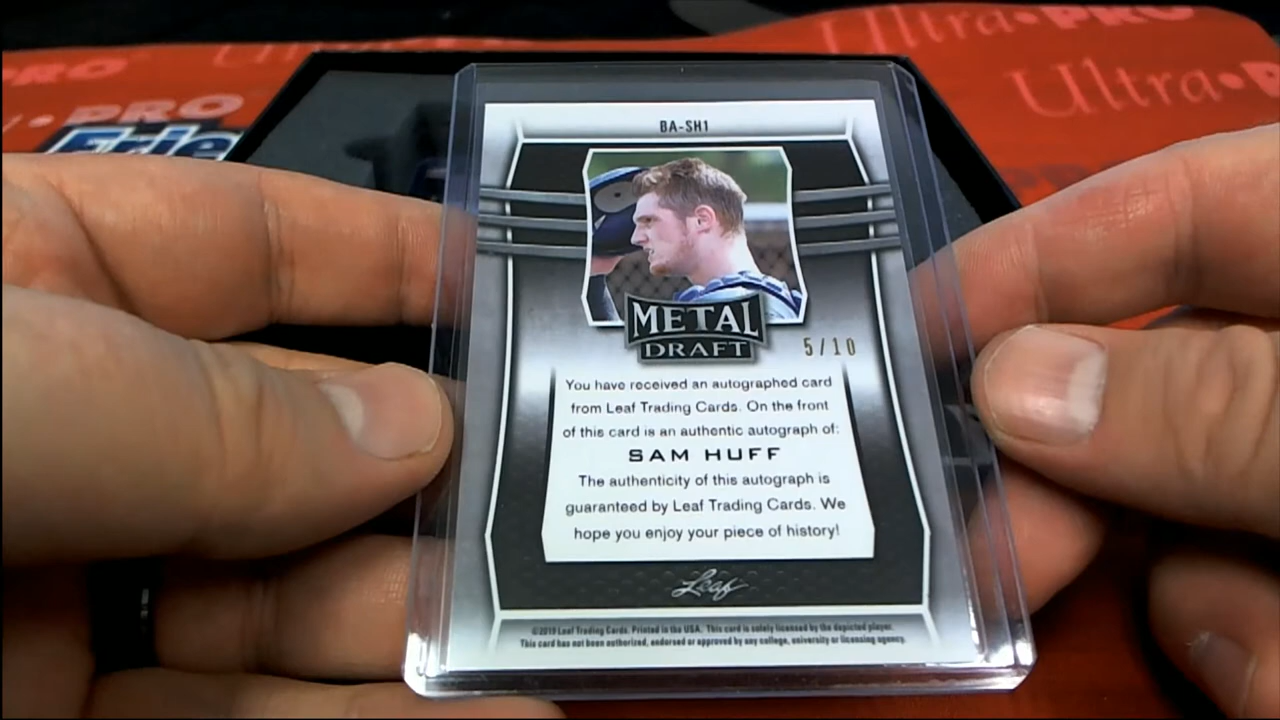 Ultra•PRO
PRO
Ultra•PRO
PRO
Ultra•
Erie
BA-SH1
METAL
DRAFT
5/10
You have received an autographed card
from Leaf Trading Cards. On the front
of this card is an authentic autograph of:
SAM HUFF
The authenticity of this autograph is
guaranteed by Leaf Trading Cards. We
hope you enjoy your piece of history!
Leaf
©2019 Leaf Trading Cards. Printed in the USA. This card is solely licensed by the depicted player.
This card has not been authorized, endorsed or approved by any college, university or licensing agency.